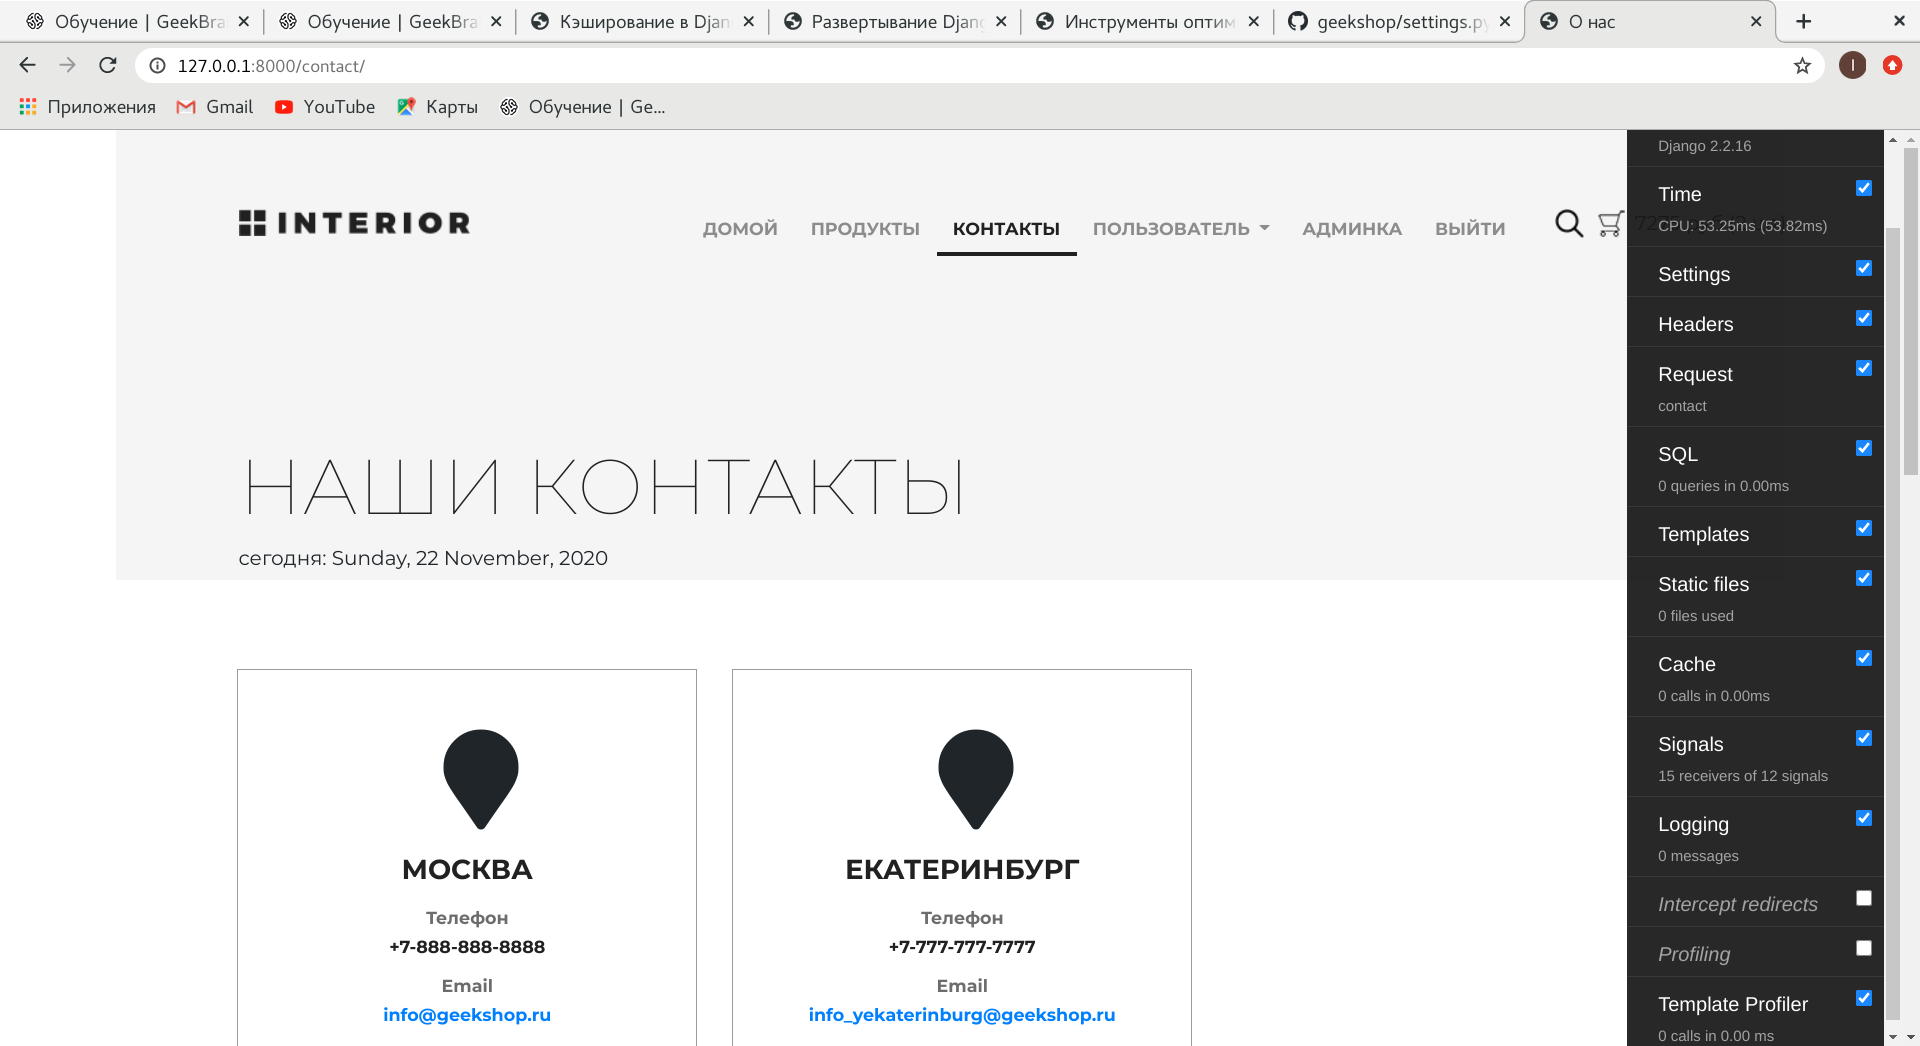 Обучение | GeekBra
Обучение | GeekBra
Кэширование в Djan
Развертывание Djang
Инструменты оптим
geekshop/settings.py
О нас
127.0.0.1:8000/contact/
I
Приложения
Gmail
YouTube
Карты
Обучение | Ge...
INTERIOR
ДОМОЙ
ПРОДУКТЫ
КОНТАКТЫ
ПОЛЬЗОВАТЕЛЬ
АДМИНКА
ВЫЙТИ
НАШИ КОНТАКТЫ
сегодня: Sunday, 22 November, 2020
МОСКВА
Телефон
+7-888-888-8888
Email
info@geekshop.ru
ЕКАТЕРИНБУРГ
Телефон
+7-777-777-7777
Email
info_yekaterinburg@geekshop.ru
Django 2.2.16
Time
CPU: 53.25ms (53.82ms)
Settings
Headers
Request
contact
SQL
0 queries in 0.00ms
Templates
Static files
0 files used
Cache
0 calls in 0.00ms
Signals
15 receivers of 12 signals
Logging
0 messages
Intercept redirects
Profiling
Template Profiler
0 calls in 0.00 ms